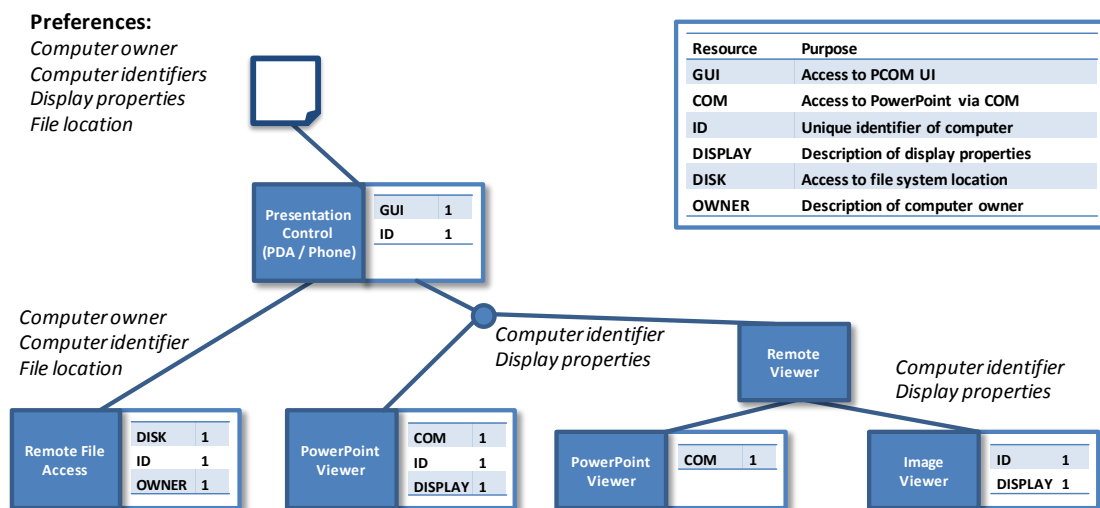 Preferences:
Computer owner
Computer identifiers
Display properties
File location
Resource Purpose
GUI Access to PCOM UI
COM Access to PowerPoint via COM
ID Unique identifier of computer
DISPLAY Description of display properties
DISK Access to file system location
OWNER Description of computer owner
Presentation
Control
(PDA / Phone)
GUI 1
ID 1
Computer owner
Computer identifier
File location
Computer identifier
Display properties
Remote
Viewer
Computer identifier
Display properties
Remote File
Access
DISK 1
ID 1
OWNER 1
PowerPoint
Viewer
COM 1
ID 1
DISPLAY 1
PowerPoint
Viewer
COM 1
Image
Viewer
ID 1
DISPLAY 1